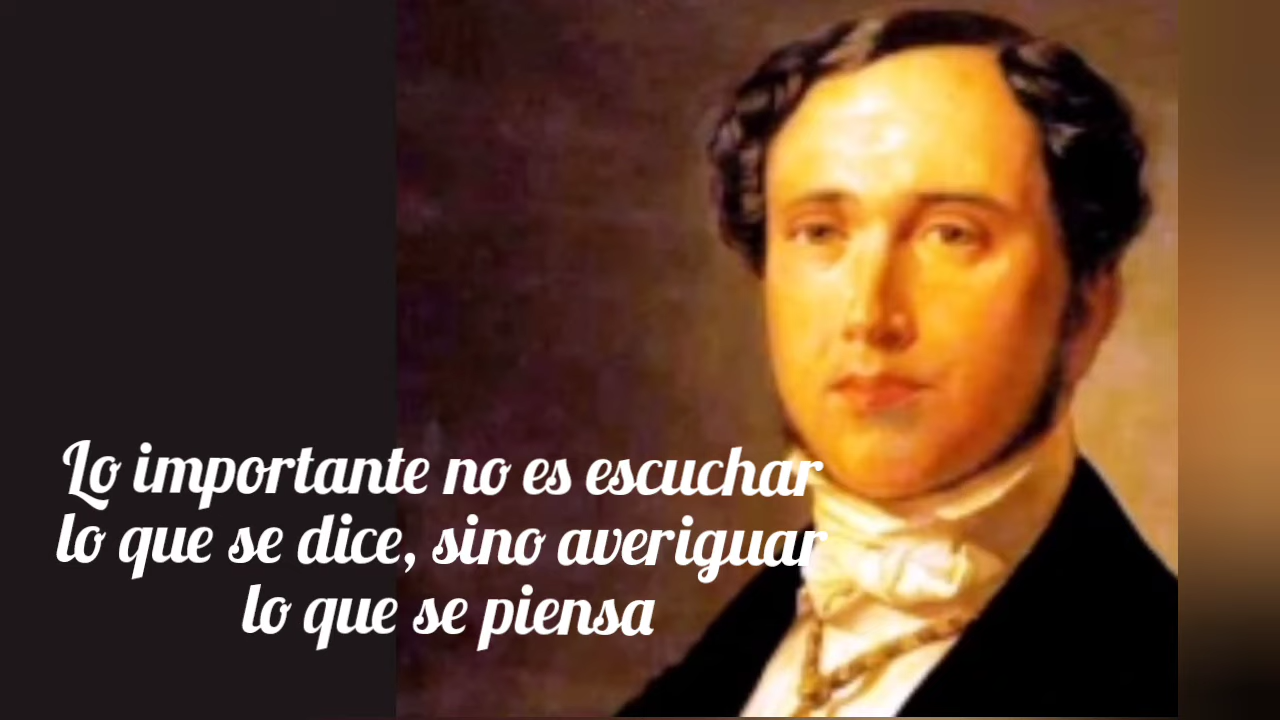 Lo importante no es escuchar
lo que se dice, sino averiguar
lo que se piensa